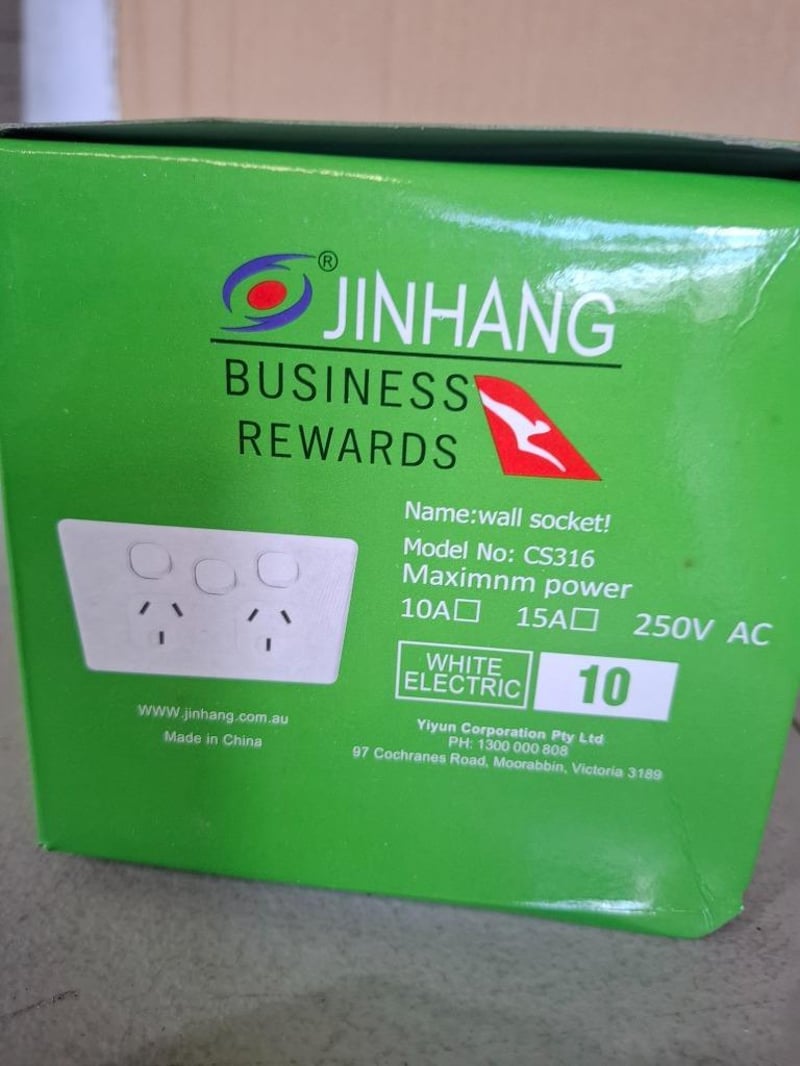 ®
JINHANG
BUSINESS
REWARDS
Name:wall socket!
Model No: CS316
Maximnm power
10A☐ 15A☐ 250V AC
WHITE
ELECTRIC
10
www.jinhang.com.au
Made in China
Yiyun Corporation Pty Ltd
PH: 1300 000 808
97 Cochranes Road, Moorabbin, Victoria 3189